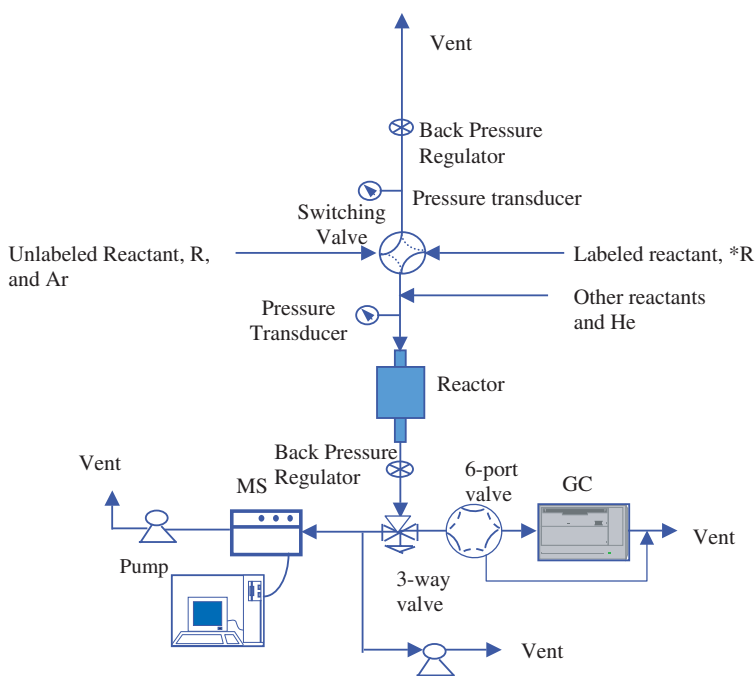 Vent
Back Pressure
Regulator
Pressure transducer
Switching
Valve
Unlabeled Reactant, R,
and Ar
Labeled reactant, *R
Other reactants
and He
Pressure
Transducer
Reactor
Back Pressure
Regulator
Vent
MS
6-port
valve
GC
Vent
Pump
3-way
valve
Vent